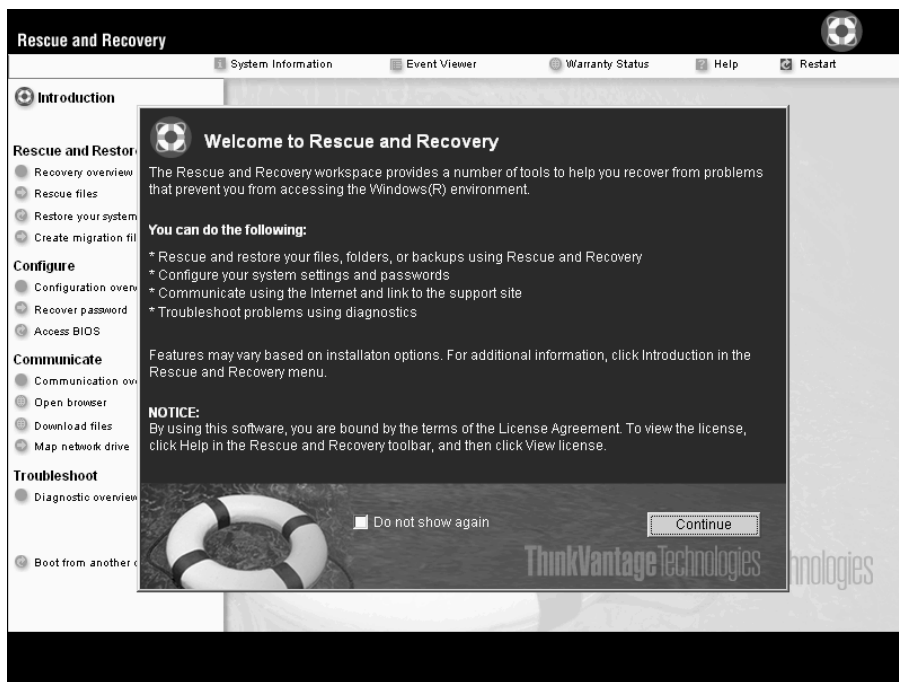 Rescue and Recovery
System Information
Event Viewer
Warranty Status
Help
Restart
Introduction
Rescue and Restor
Recovery overview
Rescue files
Restore your system
Create migration fil
Configure
Configuration overv
Recover password
Access BIOS
Communicate
Communication ov
Open browser
Download files
Map network drive
Troubleshoot
Diagnostic overview
Boot from another
Welcome to Rescue and Recovery
The Rescue and Recovery workspace provides a number of tools to help you recover from problems
that prevent you from accessing the Windows(R) environment.
You can do the following:
* Rescue and restore your files, folders, or backups using Rescue and Recovery
* Configure your system settings and passwords
* Communicate using the Internet and link to the support site
* Troubleshoot problems using diagnostics
Features may vary based on installaton options. For additional information, click Introduction in the
Rescue and Recovery menu.
NOTICE:
By using this software, you are bound by the terms of the License Agreement. To view the license,
click Help in the Rescue and Recovery toolbar, and then click View license.
Do not show again
Continue
ThinkVantage Technologies
hnologies